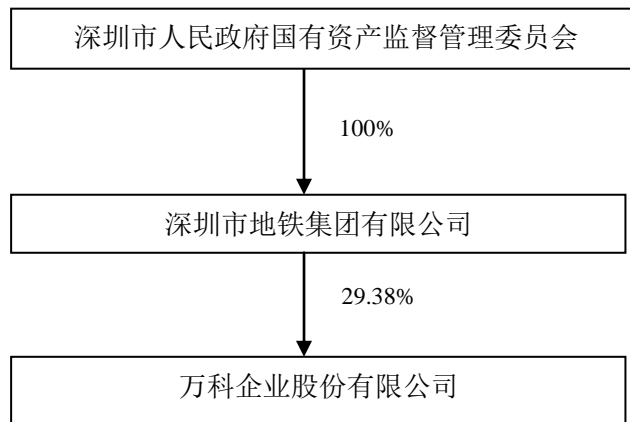 深圳市人民政府国有资产监督管理委员会
100%
深圳市地铁集团有限公司
29.38%
万科企业股份有限公司